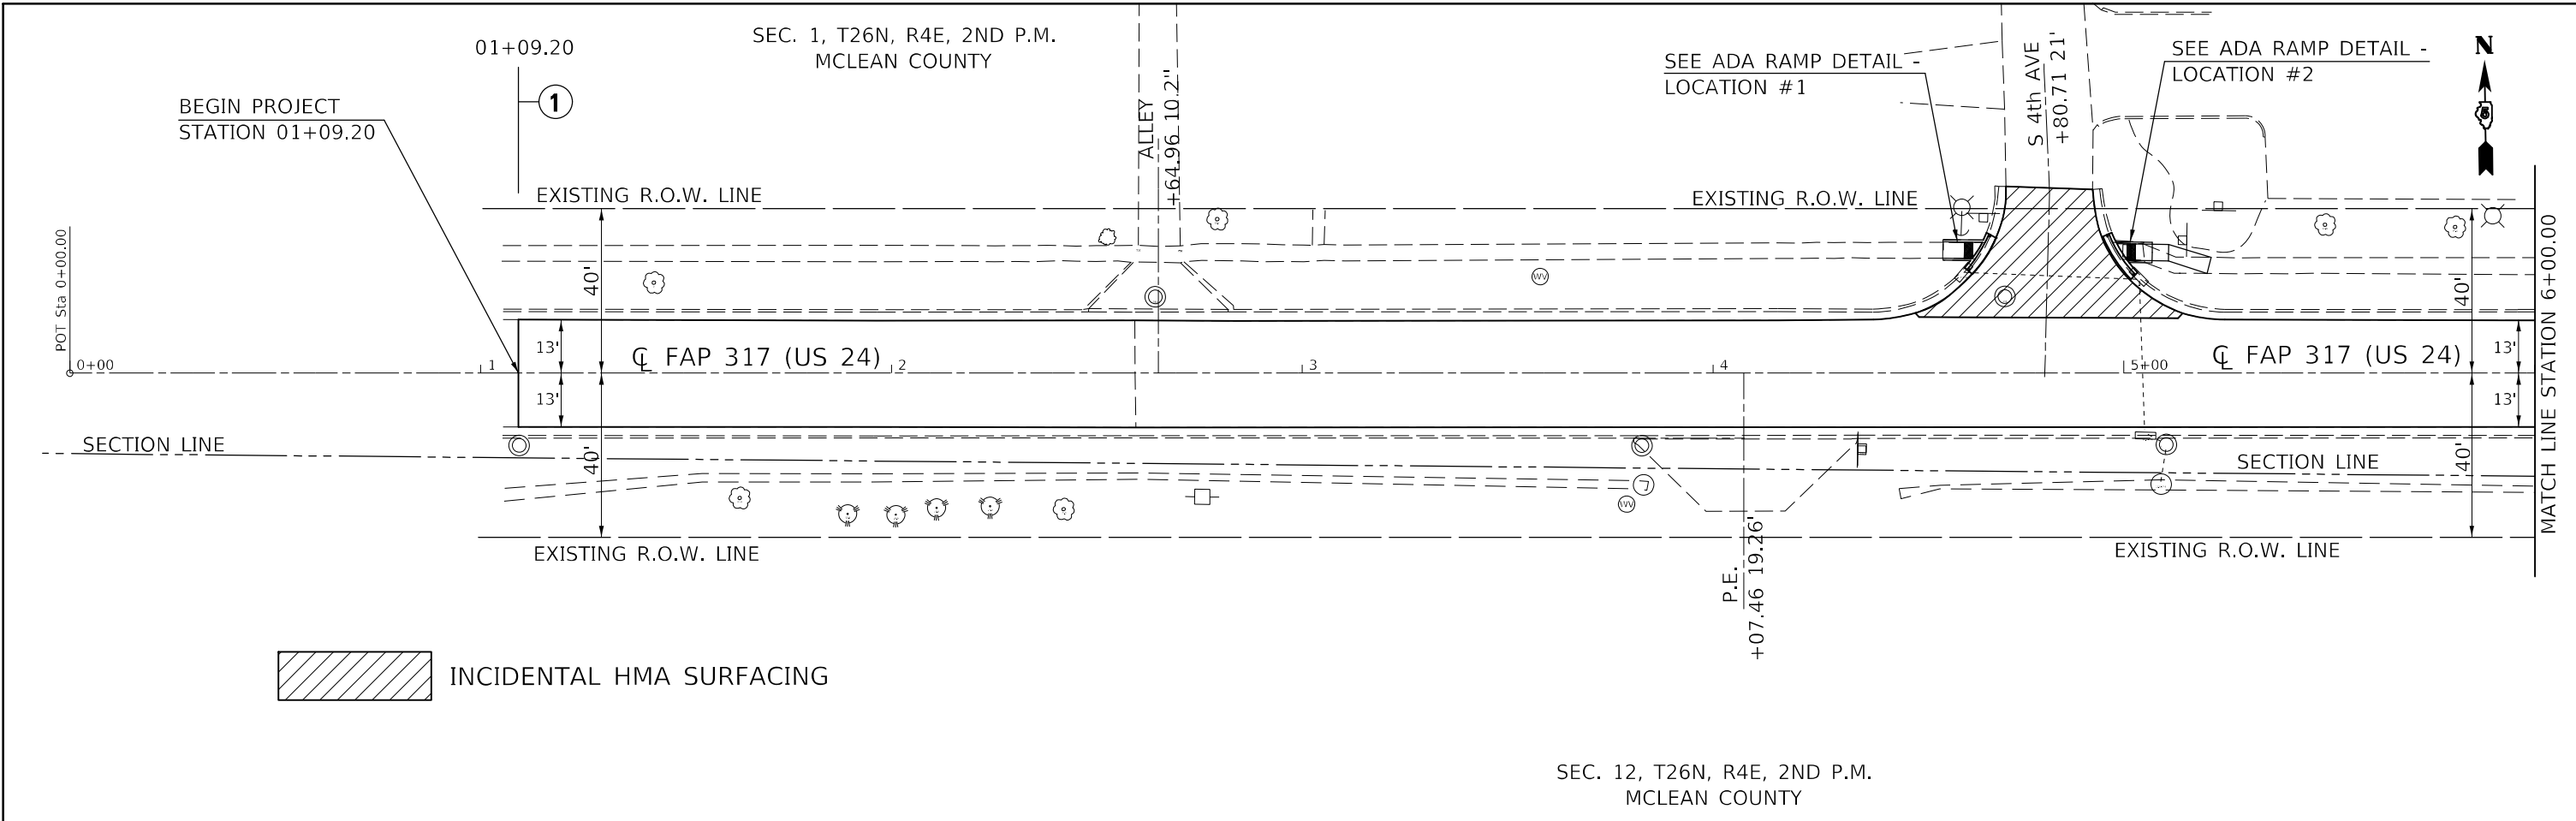 01+09.20
SEC. 1, T26N, R4E, 2ND P.M.
MCLEAN COUNTY
1
BEGIN PROJECT
STATION 01+09.20
ALLEY
+64.96 10.2"
SEE ADA RAMP DETAIL -
LOCATION #1
S 4th AVE
+80.71 21'
SEE ADA RAMP DETAIL -
LOCATION #2
N
5
EXISTING R.O.W. LINE
EXISTING R.O.W. LINE
POT Sta 0+00.00
40'
WV
40'
MATCH LINE STATION 6+00.00
0+00
1
13'
℄ FAP 317 (US 24)
2
3
4
5+00
℄ FAP 317 (US 24)
13'
13'
13'
SECTION LINE
40'
SECTION LINE
40'
WV
EXISTING R.O.W. LINE
EXISTING R.O.W. LINE
P.E.
+07.46 19.26'
INCIDENTAL HMA SURFACING
SEC. 12, T26N, R4E, 2ND P.M.
MCLEAN COUNTY